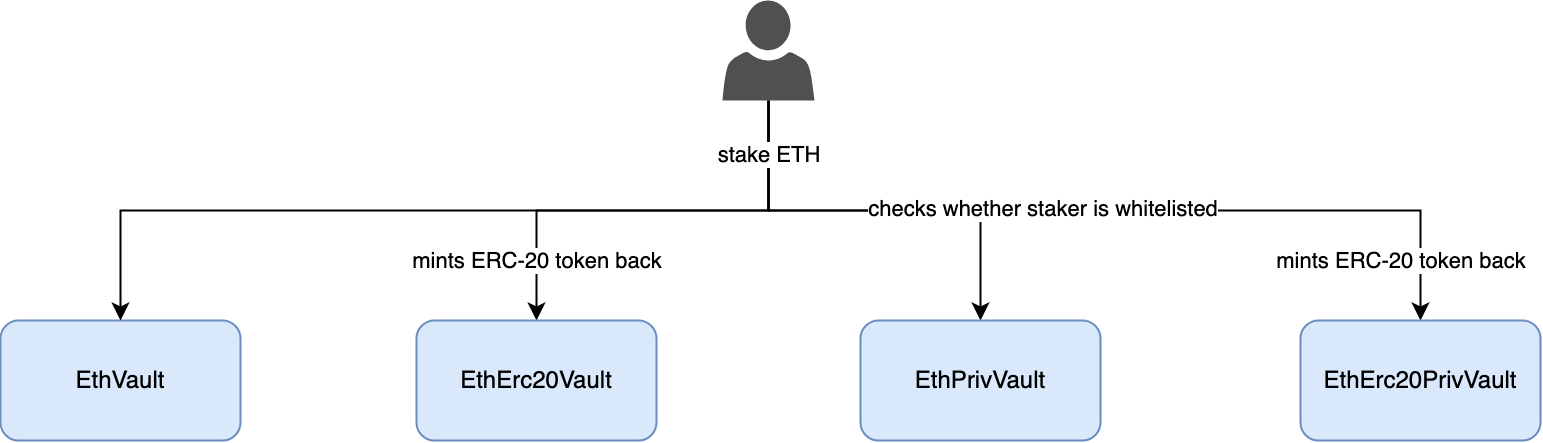 stake ETH
checks whether staker is whitelisted
mints ERC-20 token back
mints ERC-20 token back
EthVault
EthErc20Vault
EthPrivVault
EthErc20PrivVault